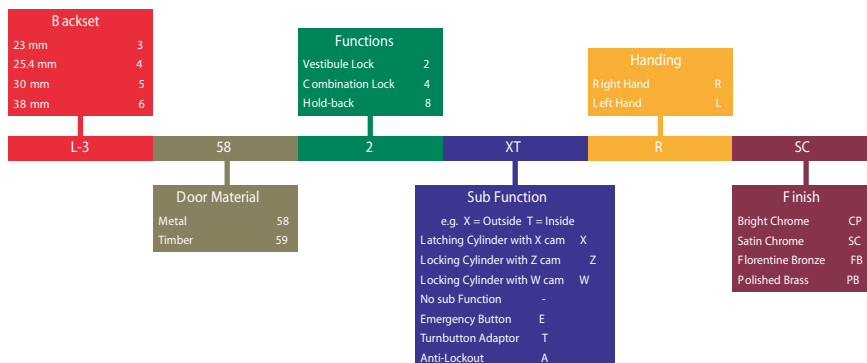 Backset
23 mm 3
25.4 mm 4
30 mm 5
38 mm 6
Functions
Vestibule Lock 2
Combination Lock 4
Hold-back 8
Handing
Right Hand R
Left Hand L
L-3 58 2 XT R SC
Door Material
Metal 58
Timber 59
Sub Function
e.g. X = Outside T = Inside
Latching Cylinder with X cam X
Locking Cylinder with Z cam Z
Locking Cylinder with W cam W
No sub Function -
Emergency Button E
Turnbutton Adaptor T
Anti-Lockout A
Finish
Bright Chrome CP
Satin Chrome SC
Florentine Bronze FB
Polished Brass PB